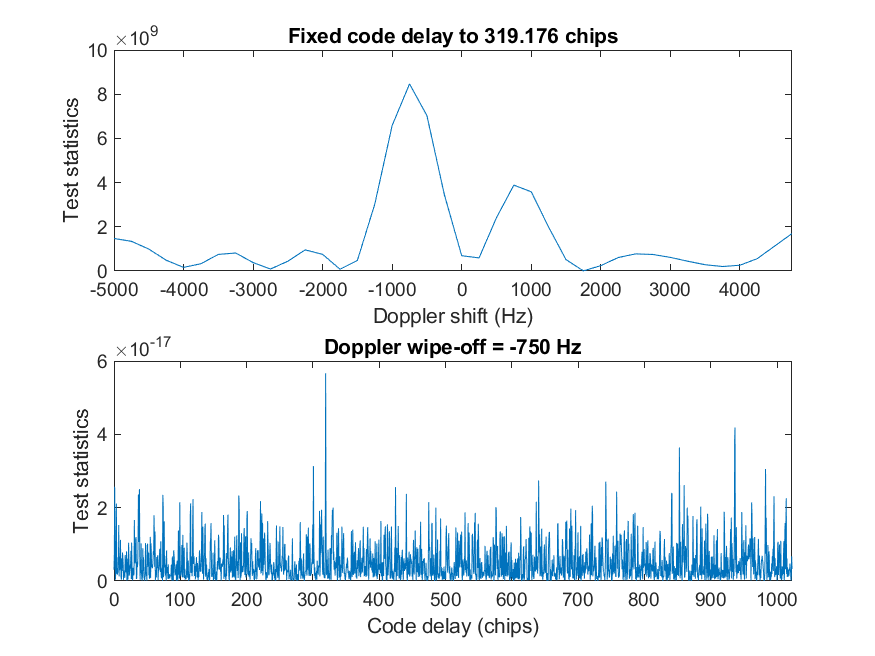 ×10^9
Fixed code delay to 319.176 chips
10
8
6
4
2
0
Test statistics
-5000 -4000 -3000 -2000 -1000 0 1000 2000 3000 4000
Doppler shift (Hz)
×10^-17
Doppler wipe-off = -750 Hz
6
4
2
0
Test statistics
0 100 200 300 400 500 600 700 800 900 1000
Code delay (chips)